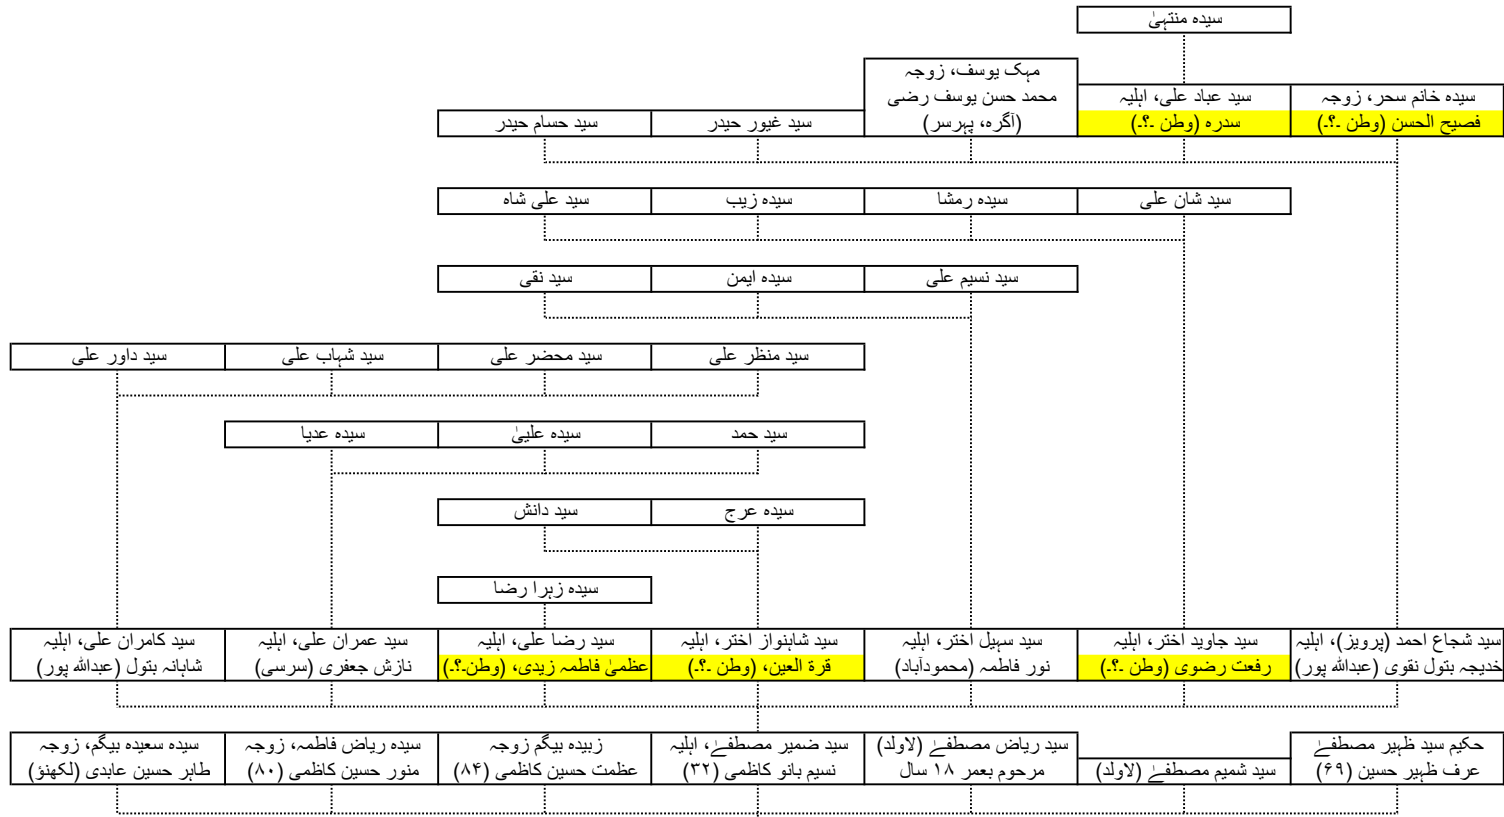 سیدہ منتہیٰ
سیدہ خانم سحر، زوجہ
فصیح الحسن (وطن ۔؟۔)
سید عباد علی، اہلیہ
سدرہ (وطن ۔؟۔)
مہک یوسف، زوجہ
محمد حسن یوسف رضی
(آگرہ، پہرسر)
سید غیور حیدر
سید حسام حیدر
سید شان علی
سیدہ رمشا
سیدہ زیب
سید علی شاہ
سید نسیم علی
سیدہ ایمن
سید نقی
سید منظر علی
سید محضر علی
سید شہاب علی
سید داور علی
سید حمد
سیدہ علییٰ
سیدہ عدیا
سیدہ عرج
سید دانش
سیدہ زہرا رضا
سید شجاع احمد (پرویز)، اہلیہ
خدیجہ بتول نقوی (عبداللہ پور)
سید جاوید اختر، اہلیہ
رفعت رضوی (وطن ۔؟۔)
سید سہیل اختر، اہلیہ
نور فاطمہ (محمودآباد)
سید شاہنواز اختر، اہلیہ
قرۃ العین، (وطن ۔؟۔)
سید رضا علی، اہلیہ
عظمیٰ فاطمہ زیدی، (وطن۔؟۔)
سید عمران علی، اہلیہ
نازش جعفری (سرسی)
سید کامران علی، اہلیہ
شاہانہ بتول (عبداللہ پور)
حکیم سید ظہیر مصطفےٰ
عرف ظہیر حسین (۶۹)
سید شمیم مصطفےٰ (لاولد)
سید ریاض مصطفےٰ (لاولد)
مرحوم بعمر ۱۸ سال
سید ضمیر مصطفےٰ، اہلیہ
نسیم بانو کاظمی (۳۲)
زبیدہ بیگم زوجہ
عظمت حسین کاظمی (۸۴)
سیدہ ریاض فاطمہ، زوجہ
منور حسین کاظمی (۸۰)
سیدہ سعیدہ بیگم، زوجہ
طاہر حسین عابدی (لکھنؤ)